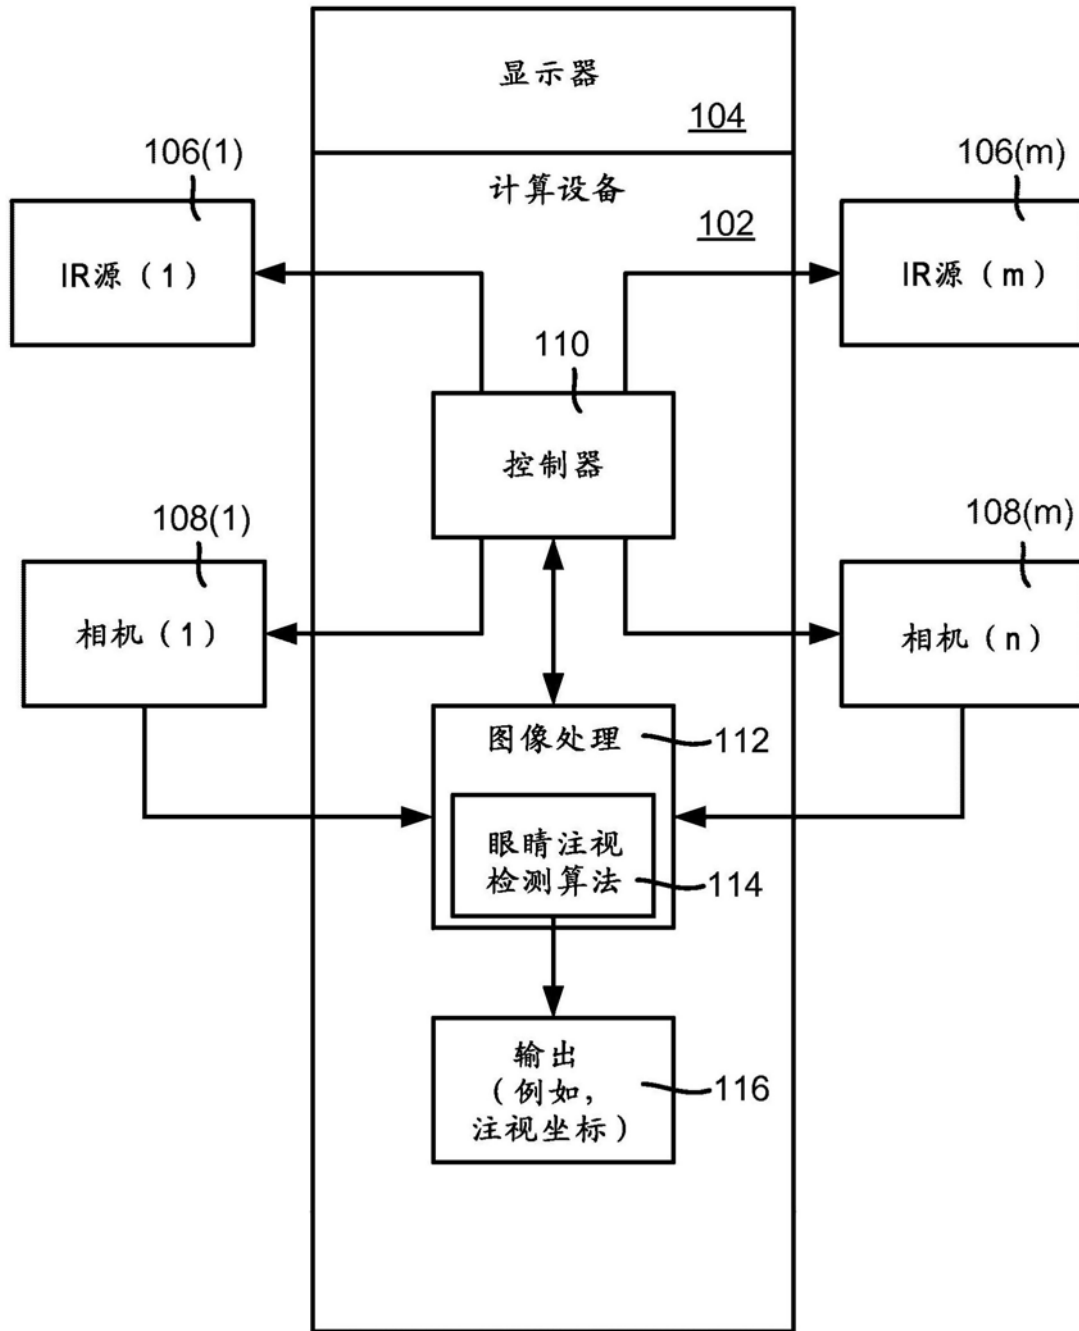 显示器
104
106(1)
106(m)
计算设备
102
IR源（1）
IR源（m）
110
控制器
108(1)
108(m)
相机（1）
相机（n）
图像处理
112
眼睛注视
检测算法
114
输出
（例如，
注视坐标）
116